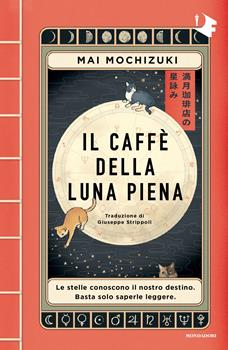 MAI MOCHIZUKI
満月珈琲店の
星詠み
IL CAFFÈ
DELLA
LUNA PIENA
Traduzione di
Giuseppe Strippoli
Le stelle conoscono il nostro destino.
Basta solo saperle leggere.
MONDADORI